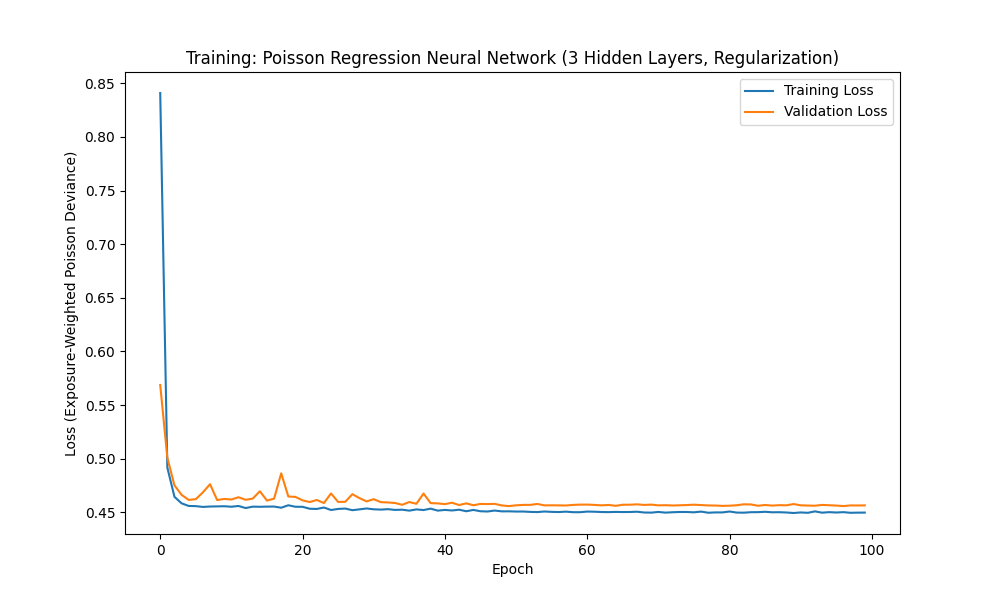 Training: Poisson Regression Neural Network (3 Hidden Layers, Regularization)
Training Loss
Validation Loss
Loss (Exposure-Weighted Poisson Deviance)
0.85
0.80
0.75
0.70
0.65
0.60
0.55
0.50
0.45
0 20 40 60 80 100
Epoch